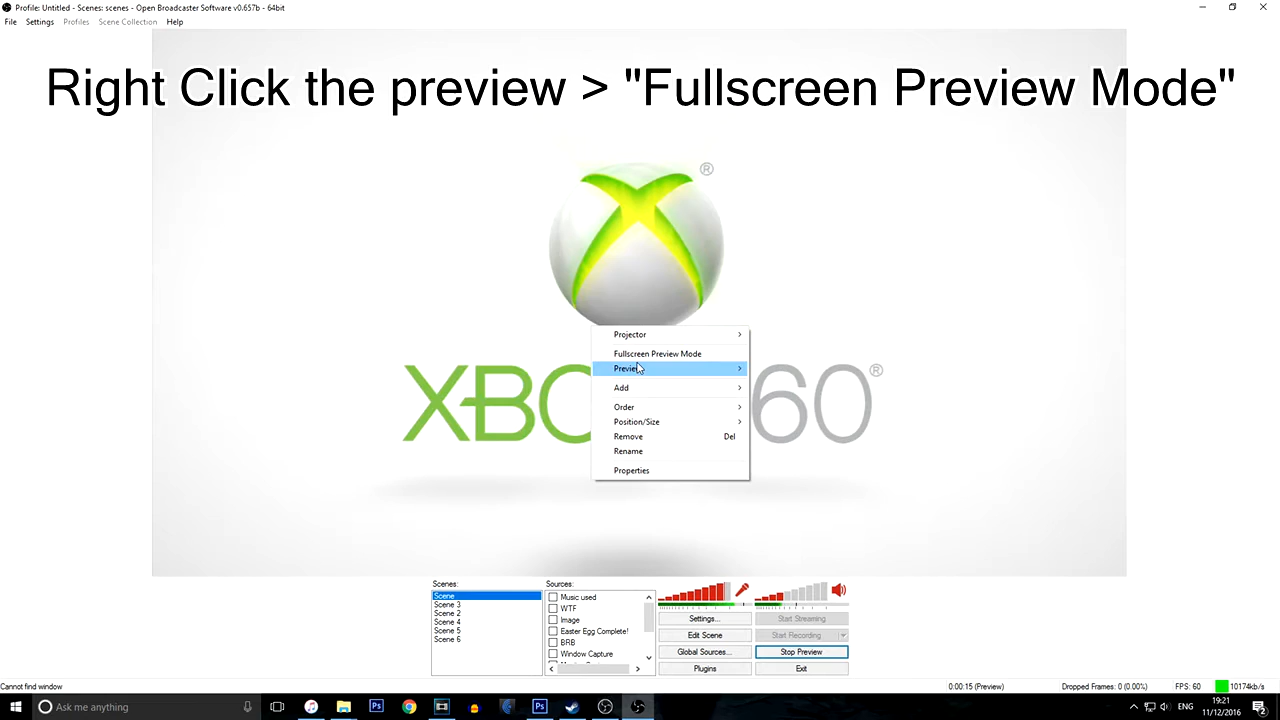 Profile: Untitled - Scenes: scenes - Open Broadcaster Software v0.657b - 64bit
File Settings Profiles Scene Collection Help
Right Click the preview > "Fullscreen Preview Mode"
®
XBO 60 ®
Projector
Fullscreen Preview Mode
Preview
Add
Order
Position/Size
Remove Del
Rename
Properties
Scenes:
Scene
Scene 3
Scene 2
Scene 4
Scene 5
Scene 6
Sources:
Music used
WTF
Image
Easter Egg Complete!
BRB
Window Capture
Settings...
Start Streaming
Edit Scene
Start Recording
Global Sources...
Stop Preview
Plugins
Exit
Cannot find window
0:00:15 (Preview)
Dropped Frames: 0 (0.00%)
FPS: 60
10174kb/s
Ask me anything
ENG
19:21
11/12/2016